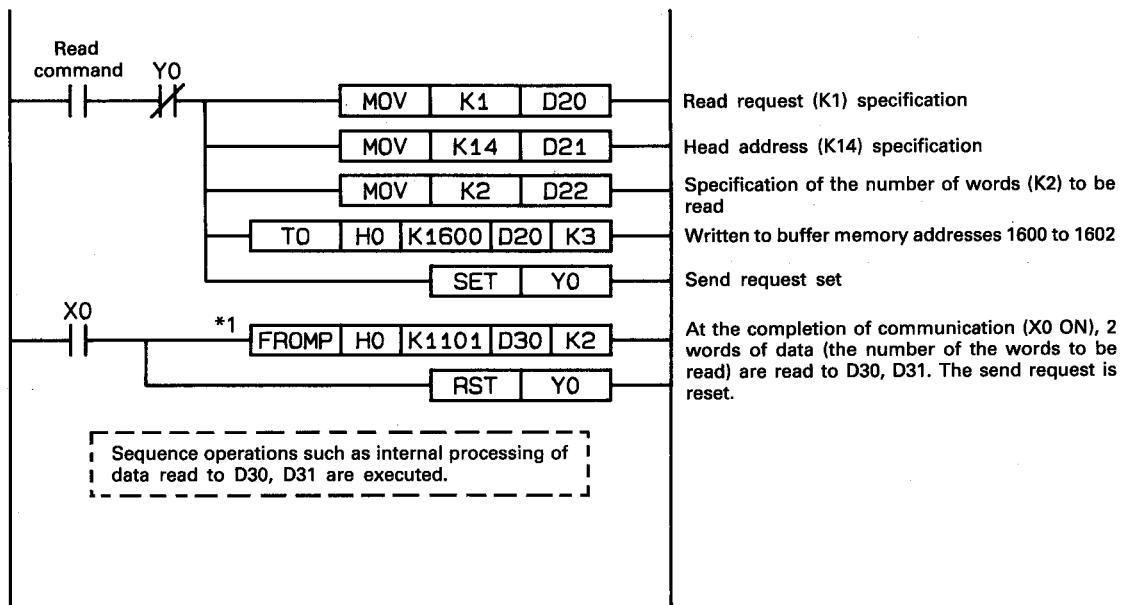 Read
command
Y0
MOV K1 D20
Read request (K1) specification
MOV K14 D21
Head address (K14) specification
MOV K2 D22
Specification of the number of words (K2) to be
read
TO H0 K1600 D20 K3
Written to buffer memory addresses 1600 to 1602
SET Y0
Send request set
X0
*1
FROMP H0 K1101 D30 K2
At the completion of communication (X0 ON), 2
words of data (the number of the words to be
read) are read to D30, D31. The send request is
reset.
RST Y0
Sequence operations such as internal processing of
data read to D30, D31 are executed.